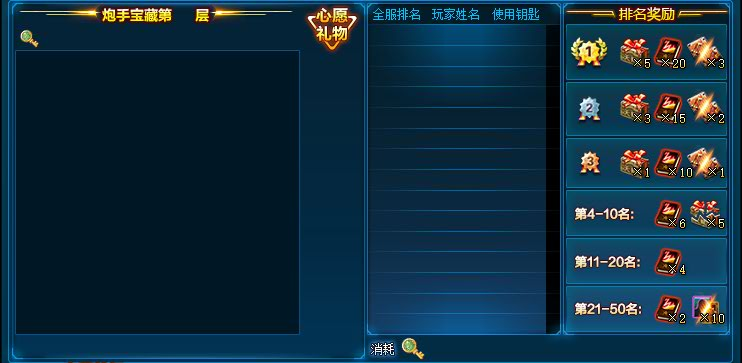 炮手宝藏第 层
心愿
礼物
全服排名 玩家姓名 使用钥匙
排名奖励
1 ×5 ×20 ×3
2 ×3 ×15 ×2
3 ×1 ×10 ×1
第4-10名: ×6 ×5
第11-20名: ×4
第21-50名: ×2 ×10
消耗